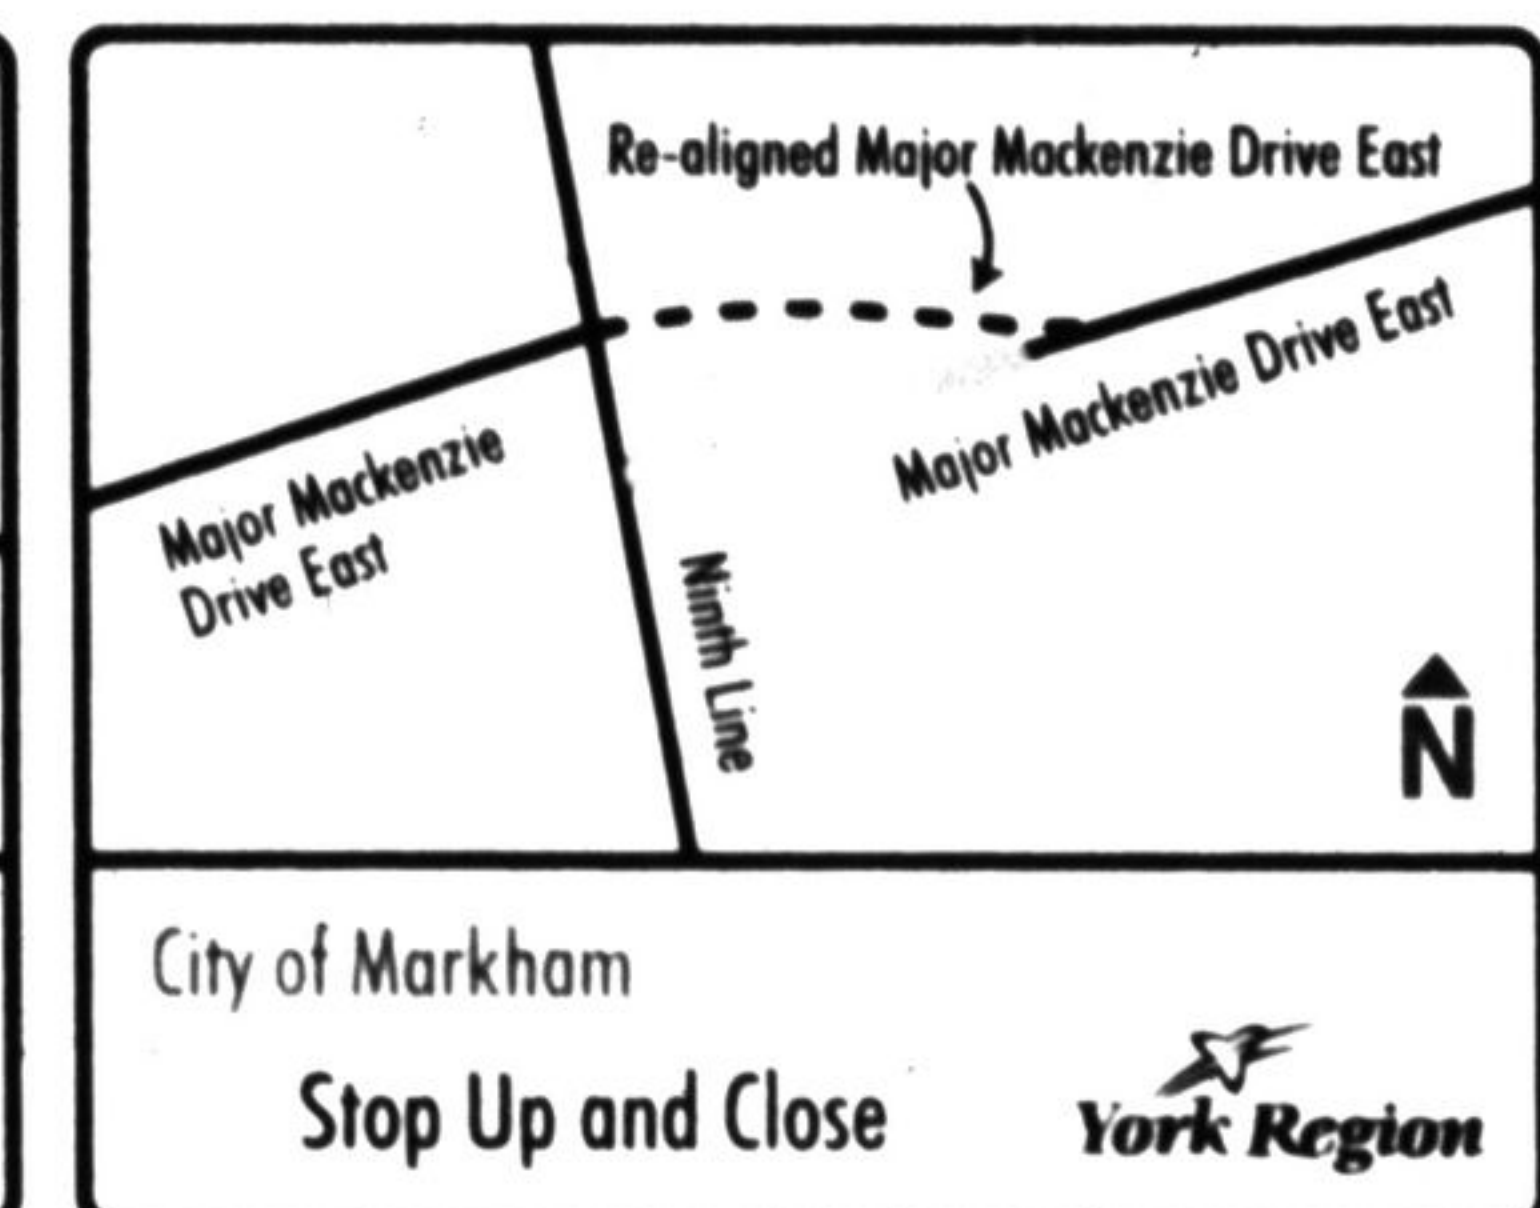 Re-aligned Major Mackenzie Drive East
Major Mackenzie Drive East
Major Mackenzie
Drive East
Ninth Line
N
City of Markham
Stop Up and Close
York Region